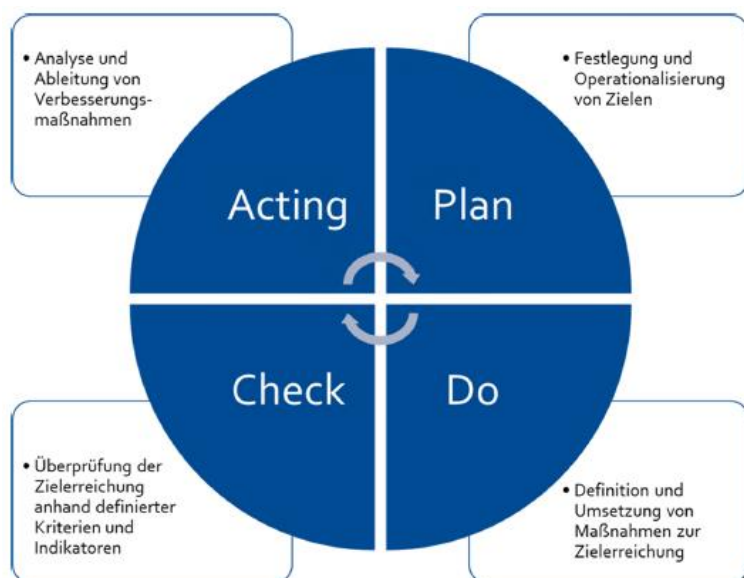 • Analyse und
Ableitung von
Verbesserungs-
maßnahmen
• Festlegung und
Operationalisierung
von Zielen
Acting
Plan
Check
Do
• Überprüfung der
Zielerreichung
anhand definierter
Kriterien und
Indikatoren
• Definition und
Umsetzung von
Maßnahmen zur
Zielerreichung